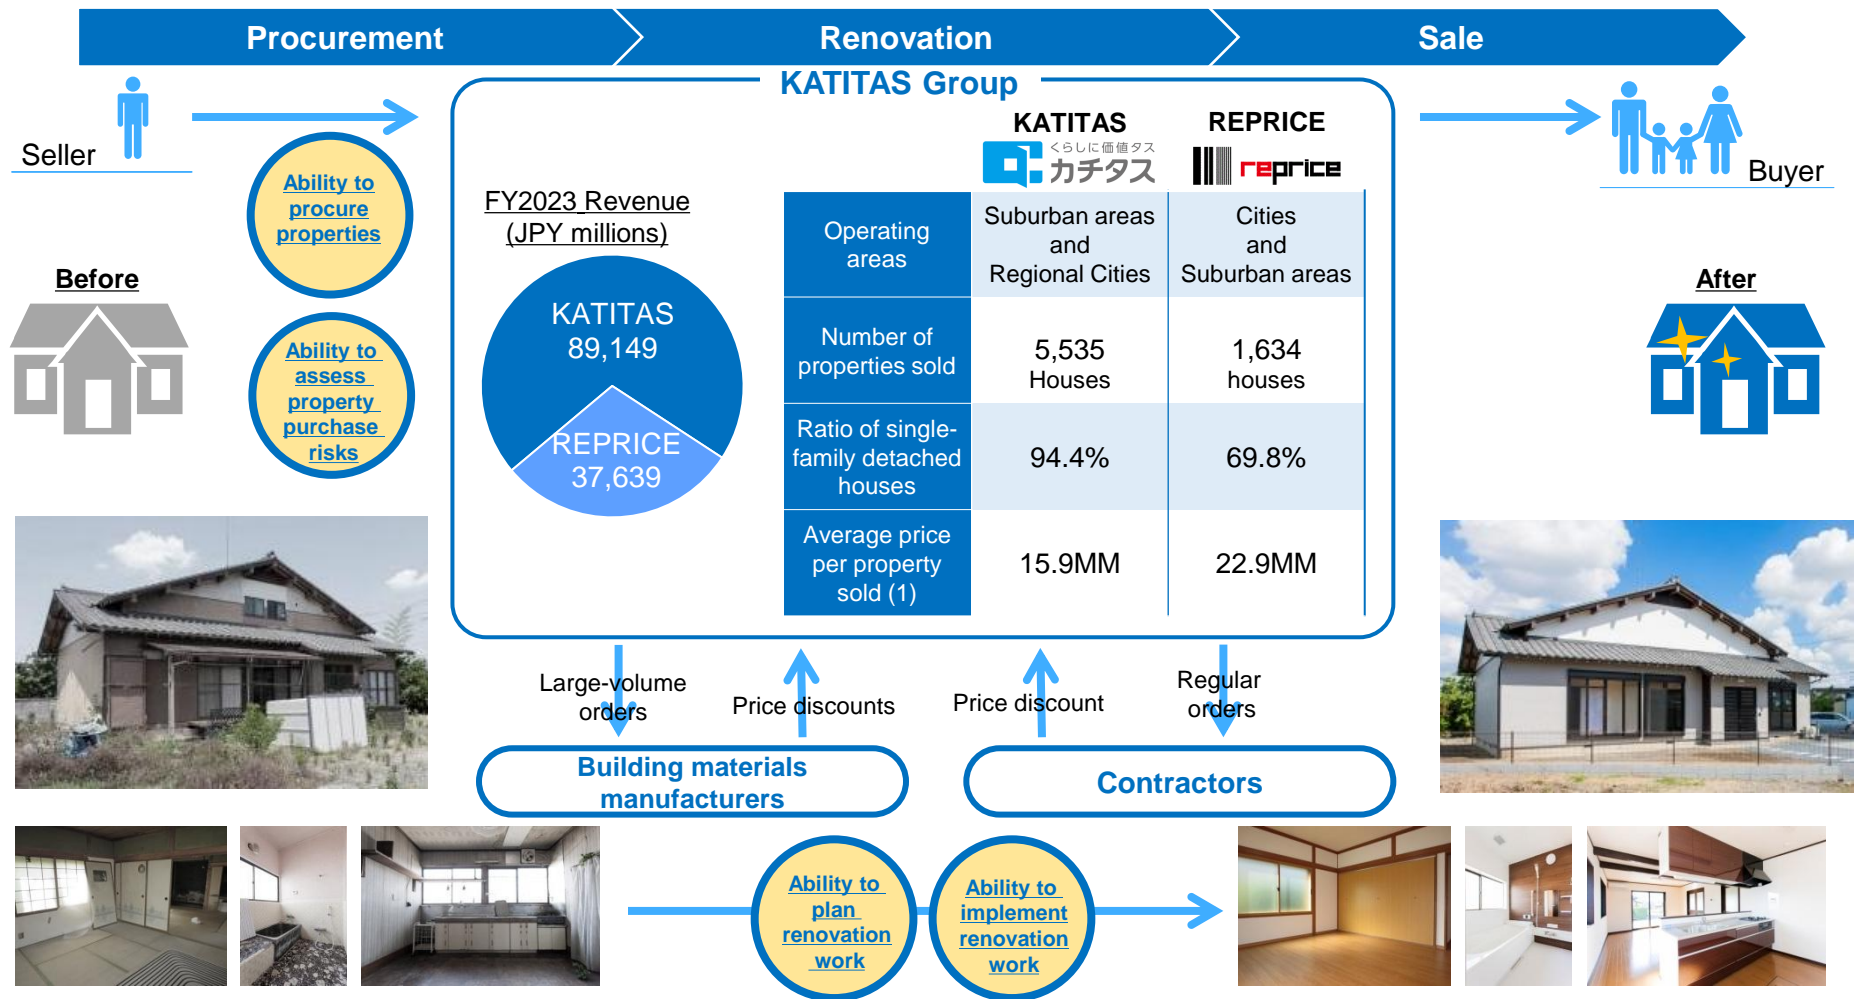 Procurement
Renovation
Sale
KATITAS Group
Seller
Ability to
procure
properties
Before
Ability to
assess
property
purchase
risks
FY2023 Revenue
(JPY millions)
KATITAS
89,149
REPRICE
37,639
KATITAS
くらしに価値タス
カチタス
REPRICE
reprice
Operating
areas
Suburban areas
and
Regional Cities
Cities
and
Suburban areas
Number of
properties sold
5,535
Houses
1,634
houses
Ratio of single-
family detached
houses
94.4%
69.8%
Average price
per property
sold (1)
15.9MM
22.9MM
Buyer
After
Large-volume
orders
Price discounts
Price discount
Regular
orders
Building materials
manufacturers
Contractors
Ability to
plan
renovation
work
Ability to
implement
renovation
work